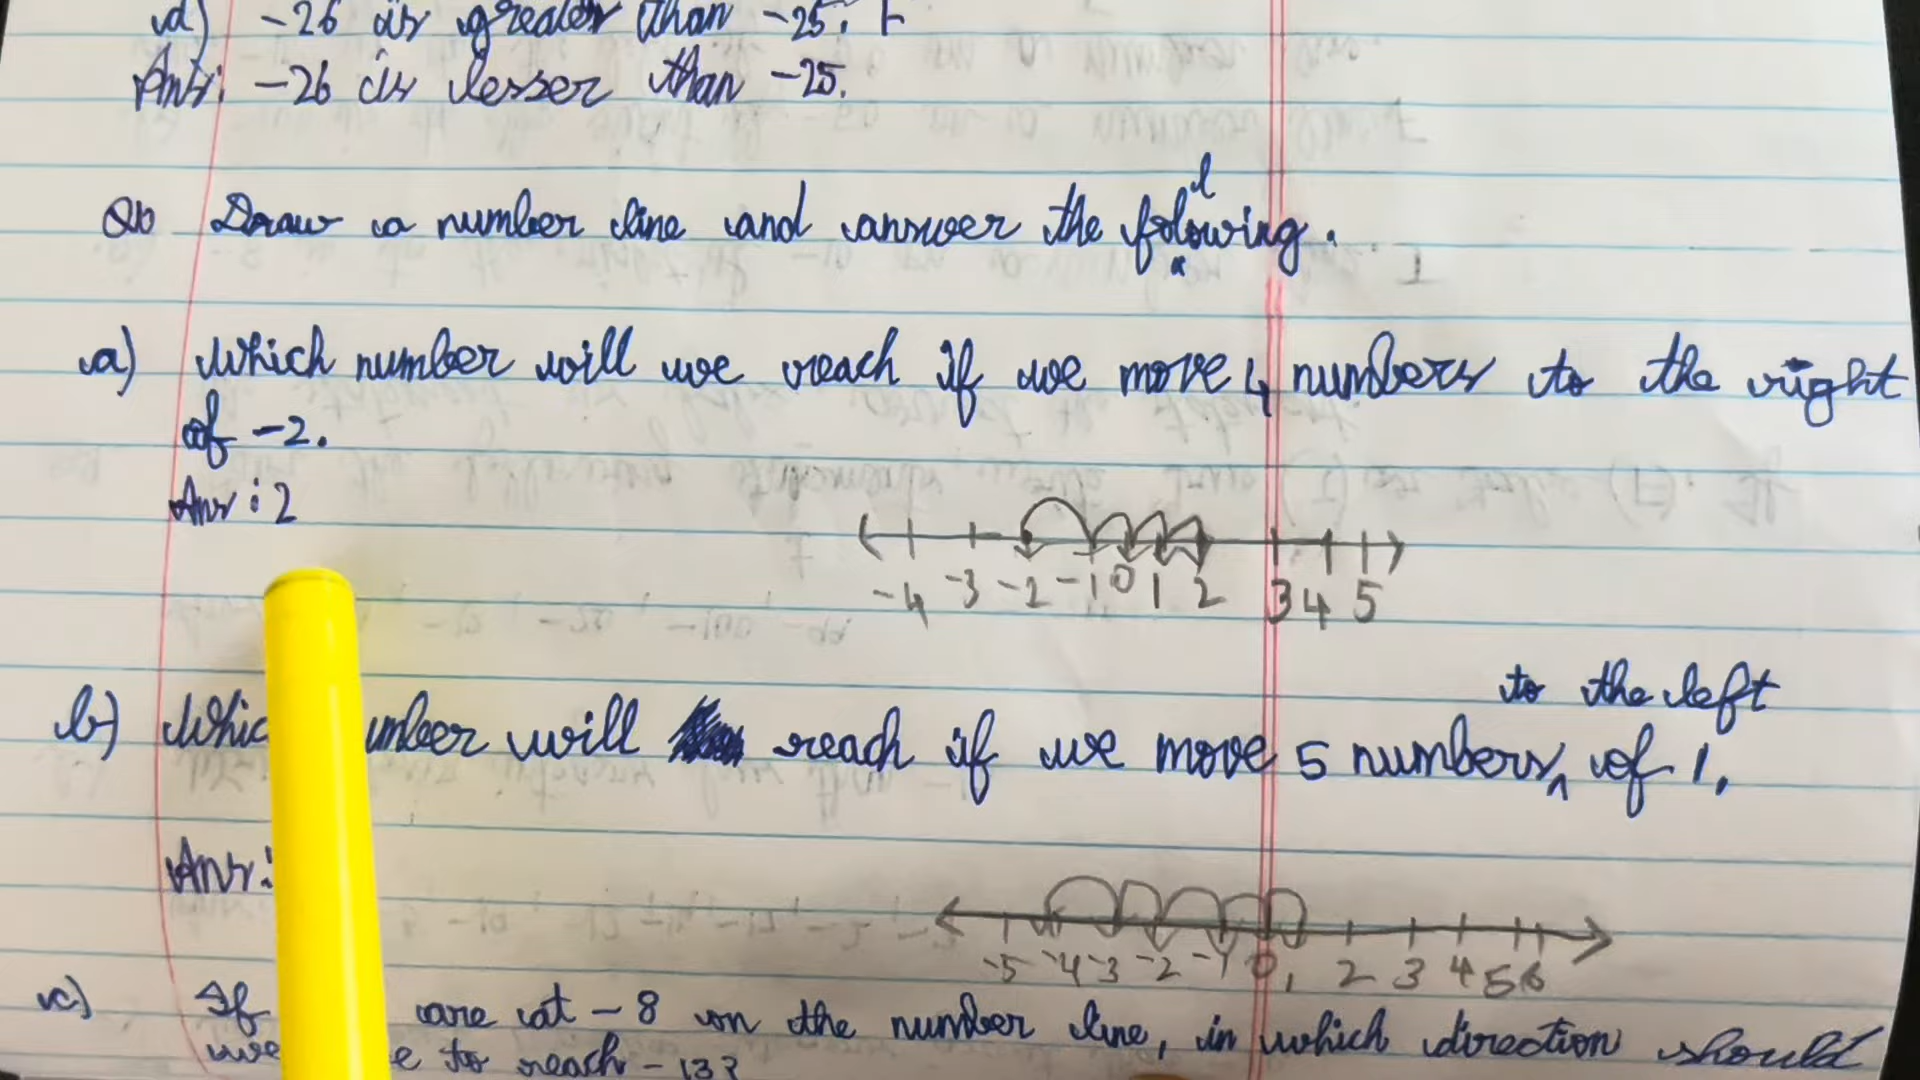 d) -26 is greater than -25. F
Ans: -26 is lesser than -25.
Draw a number line and answer the folowing.
l
a) Which number will we reach if we move 4 numbers to the right
of -2.
Ans: 2
-4 -3 -2 -1 0 1 2 3 4 5
to the left
b) Whic umber will reach if we move 5 numbers of 1.
Ans:
-5 -4 -3 -2 -1 0 1 2 3 4 5 6
c) If are at -8 on the number line, in which direction should
we e to reach -13?